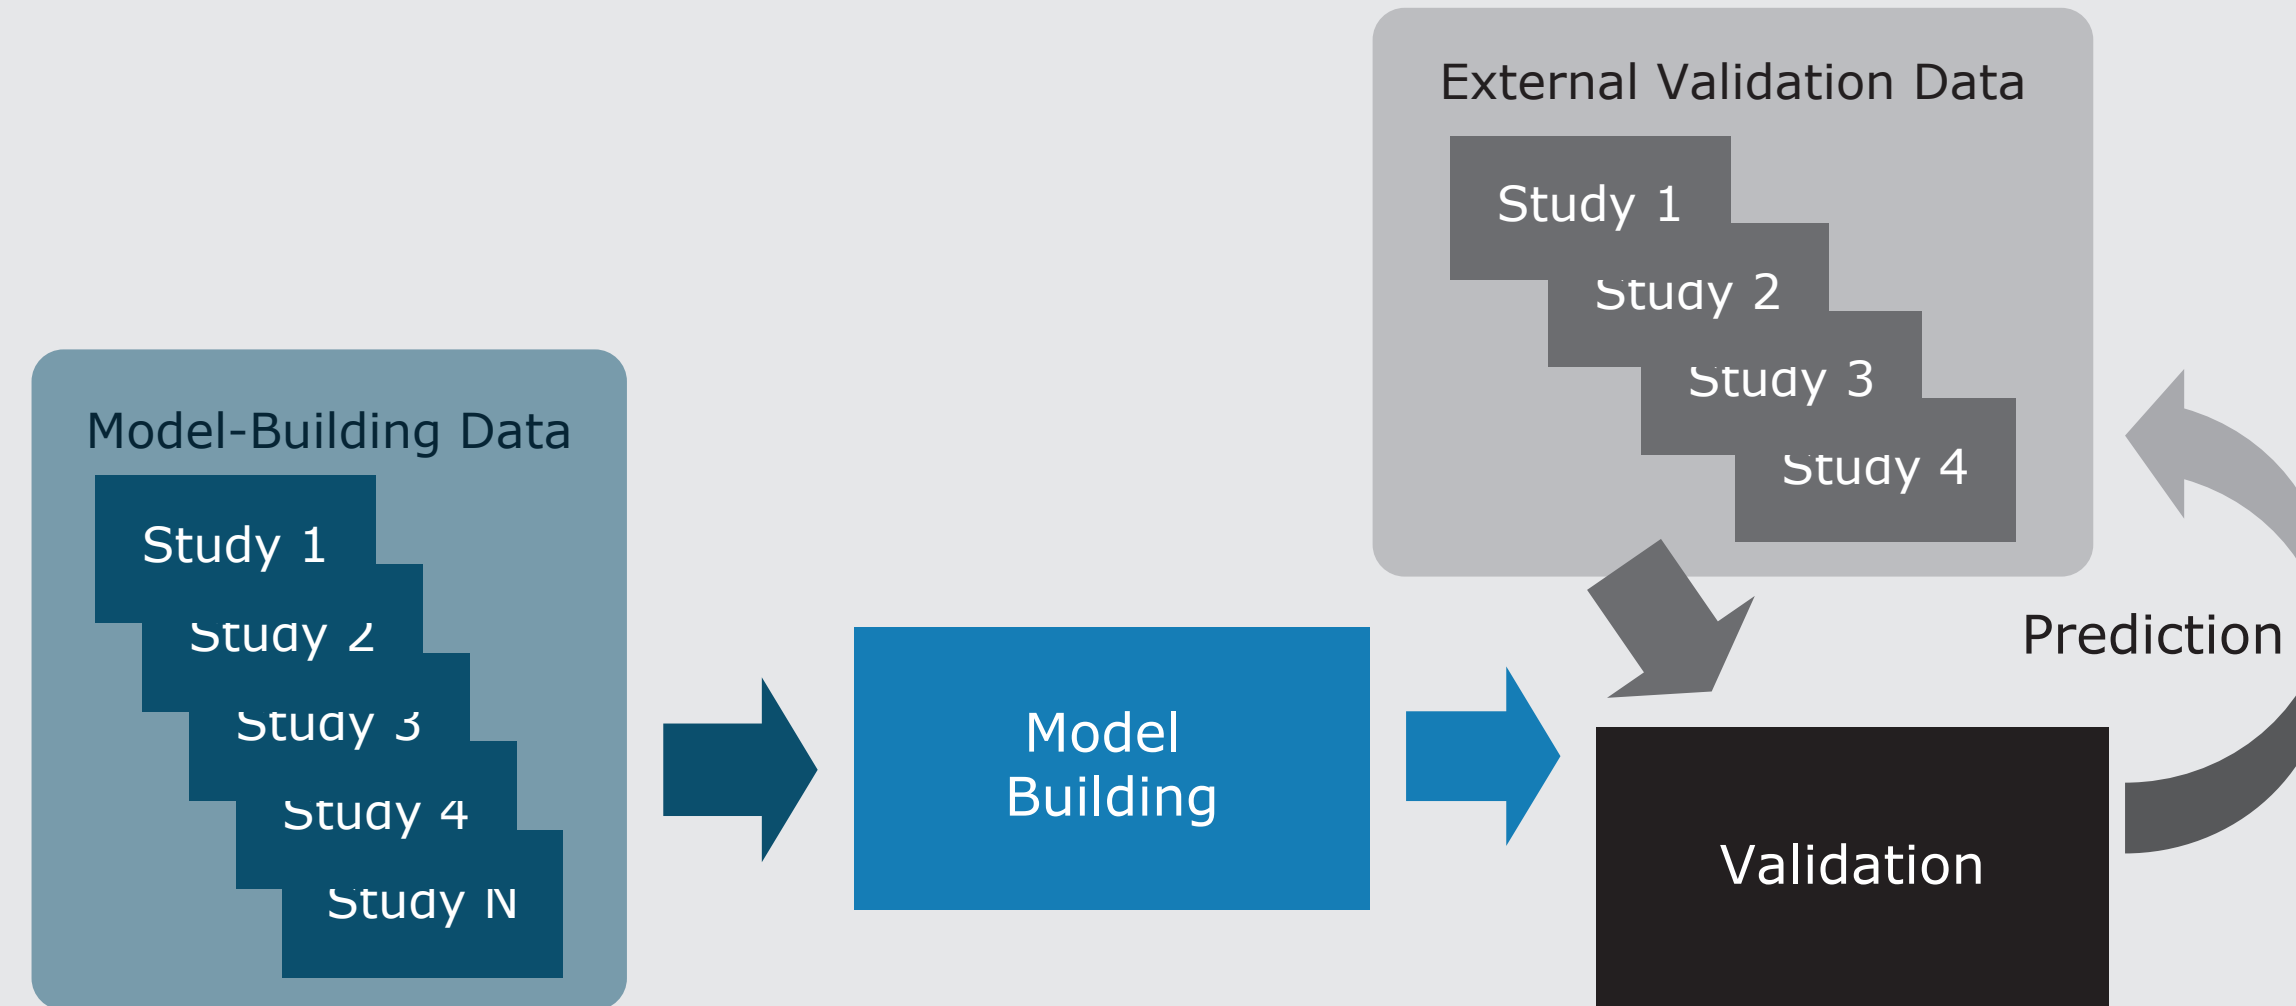 External Validation Data
Study 1
Study 2
Study 3
Study 4
Model-Building Data
Study 1
Study 2
Study 3
Study 4
Study N
Model
Building
Prediction
Validation